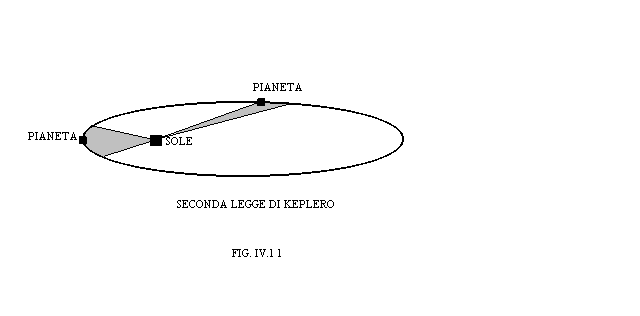 PIANETA
PIANETA
SOLE
SECONDA LEGGE DI KEPLERO
FIG. IV.1 1